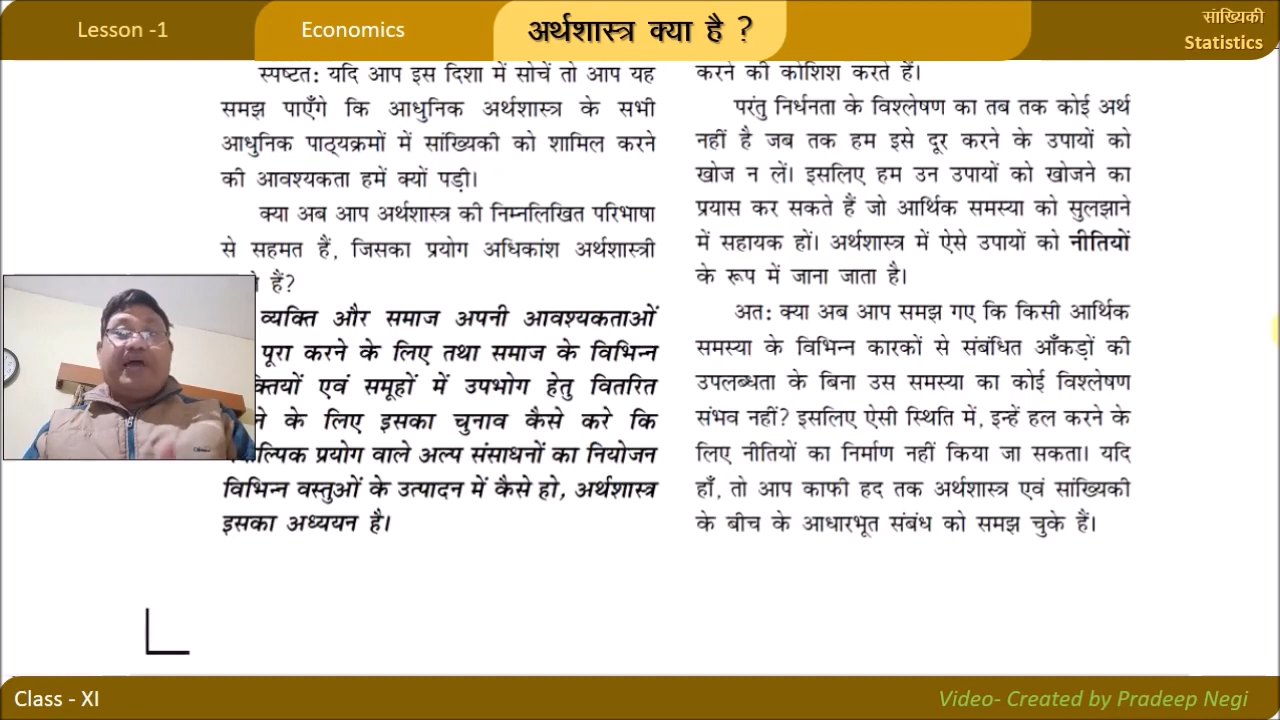 Lesson -1
Economics
अर्थशास्त्र क्या है ?
सांख्यिकी
Statistics
स्पष्टतः यदि आप इस दिशा में सोचें तो आप यह
समझ पाएँगे कि आधुनिक अर्थशास्त्र के सभी
आधुनिक पाठ्यक्रमों में सांख्यिकी को शामिल करने
की आवश्यकता हमें क्यों पड़ी।
क्या अब आप अर्थशास्त्र की निम्नलिखित परिभाषा
से सहमत हैं, जिसका प्रयोग अधिकांश अर्थशास्त्री
हैं?
व्यक्ति और समाज अपनी आवश्यकताओं
पूरा करने के लिए तथा समाज के विभिन्न
एवं समूहों में उपभोग हेतु वितरित
के लिए इसका चुनाव कैसे करे कि
प्रयोग वाले अल्प संसाधनों का नियोजन
विभिन्न वस्तुओं के उत्पादन में कैसे हो, अर्थशास्त्र
इसका अध्ययन है।
करने की कोशिश करते हैं।
परंतु निर्धनता के विश्लेषण का तब तक कोई अर्थ
नहीं है जब तक हम इसे दूर करने के उपायों को
खोज न लें। इसलिए हम उन उपायों को खोजने का
प्रयास कर सकते हैं जो आर्थिक समस्या को सुलझाने
में सहायक हों। अर्थशास्त्र में ऐसे उपायों को नीतियों
के रूप में जाना जाता है।
अतः क्या अब आप समझ गए कि किसी आर्थिक
समस्या के विभिन्न कारकों से संबंधित आँकड़ों की
उपलब्धता के बिना उस समस्या का कोई विश्लेषण
संभव नहीं? इसलिए ऐसी स्थिति में, इन्हें हल करने के
लिए नीतियों का निर्माण नहीं किया जा सकता। यदि
हाँ, तो आप काफी हद तक अर्थशास्त्र एवं सांख्यिकी
के बीच के आधारभूत संबंध को समझ चुके हैं।
Class - XI
Video- Created by Pradeep Negi